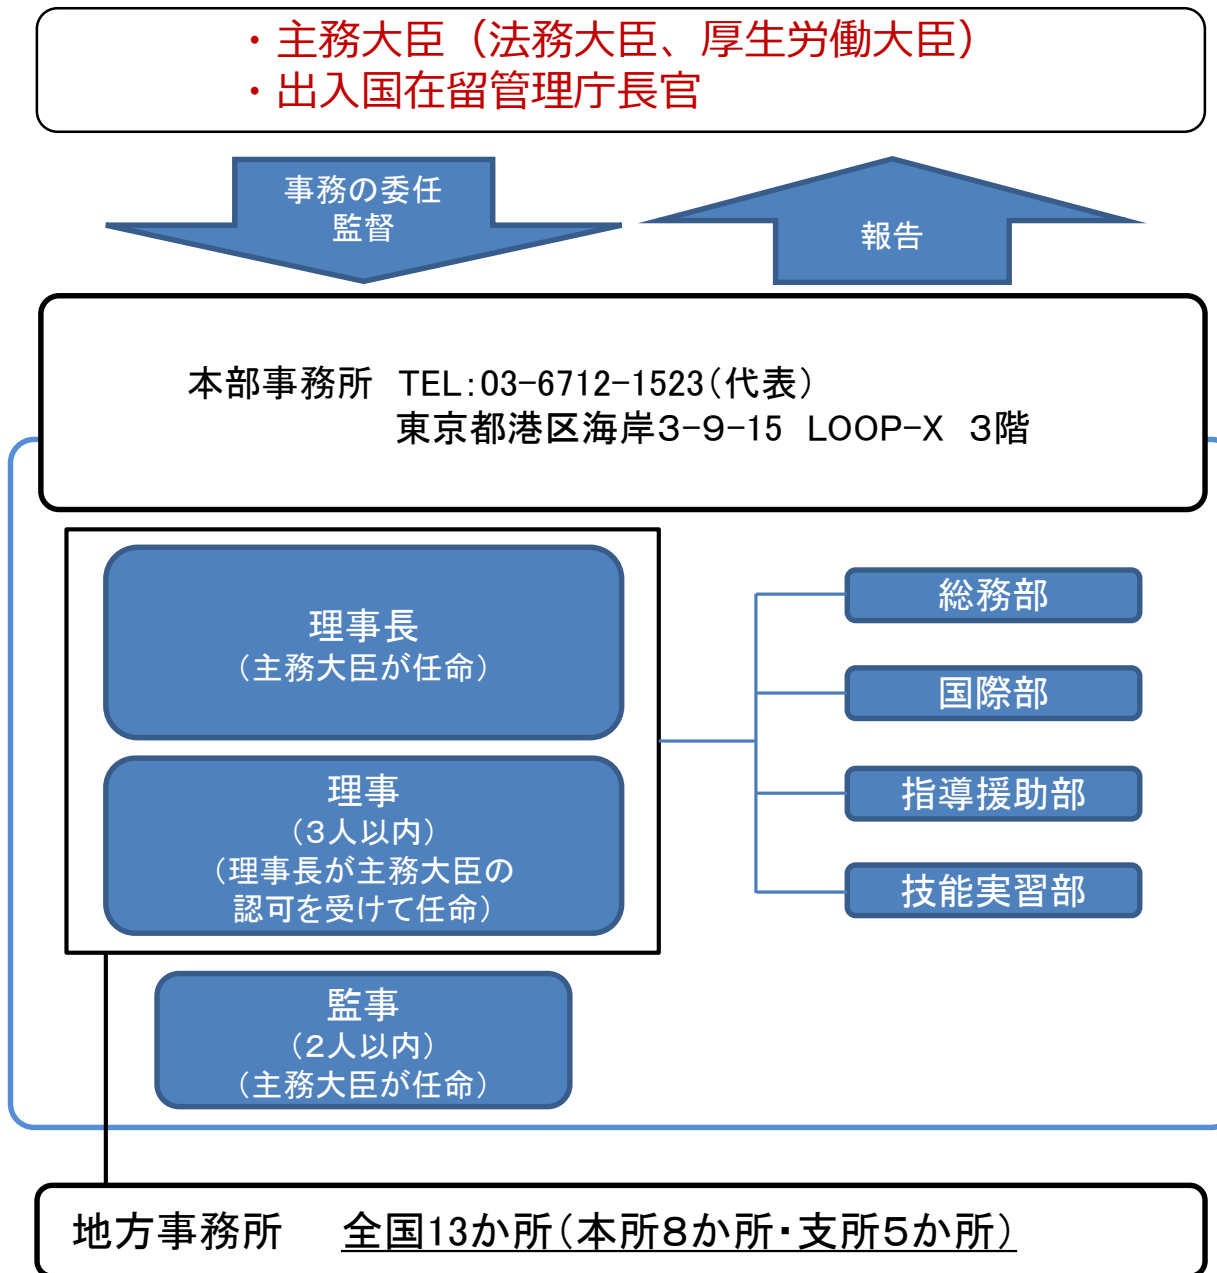 ・主務大臣（法務大臣、厚生労働大臣）
・出入国在留管理庁長官
事務の委任
監督
報告
本部事務所　TEL：03-6712-1523（代表）
東京都港区海岸３-９-15　LOOP-X　３階
理事長
（主務大臣が任命）
理事
（３人以内）
（理事長が主務大臣の
認可を受けて任命）
監事
（２人以内）
（主務大臣が任命）
総務部
国際部
指導援助部
技能実習部
地方事務所　全国13か所（本所８か所・支所５か所）